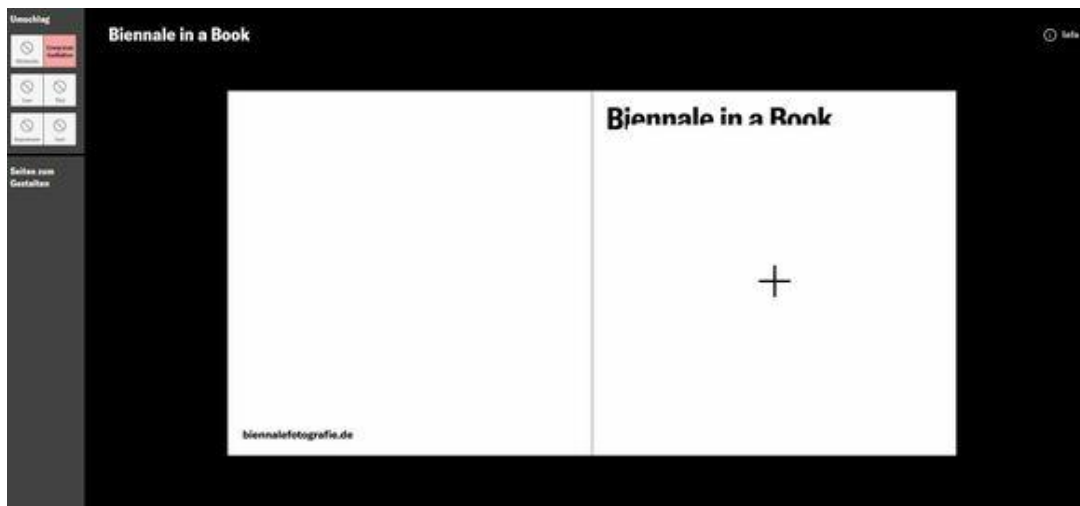 Umschlag
Biennale in a Book
Info
Biennale in a Book
Seiten zum
Gestalten
biennalefotografie.de